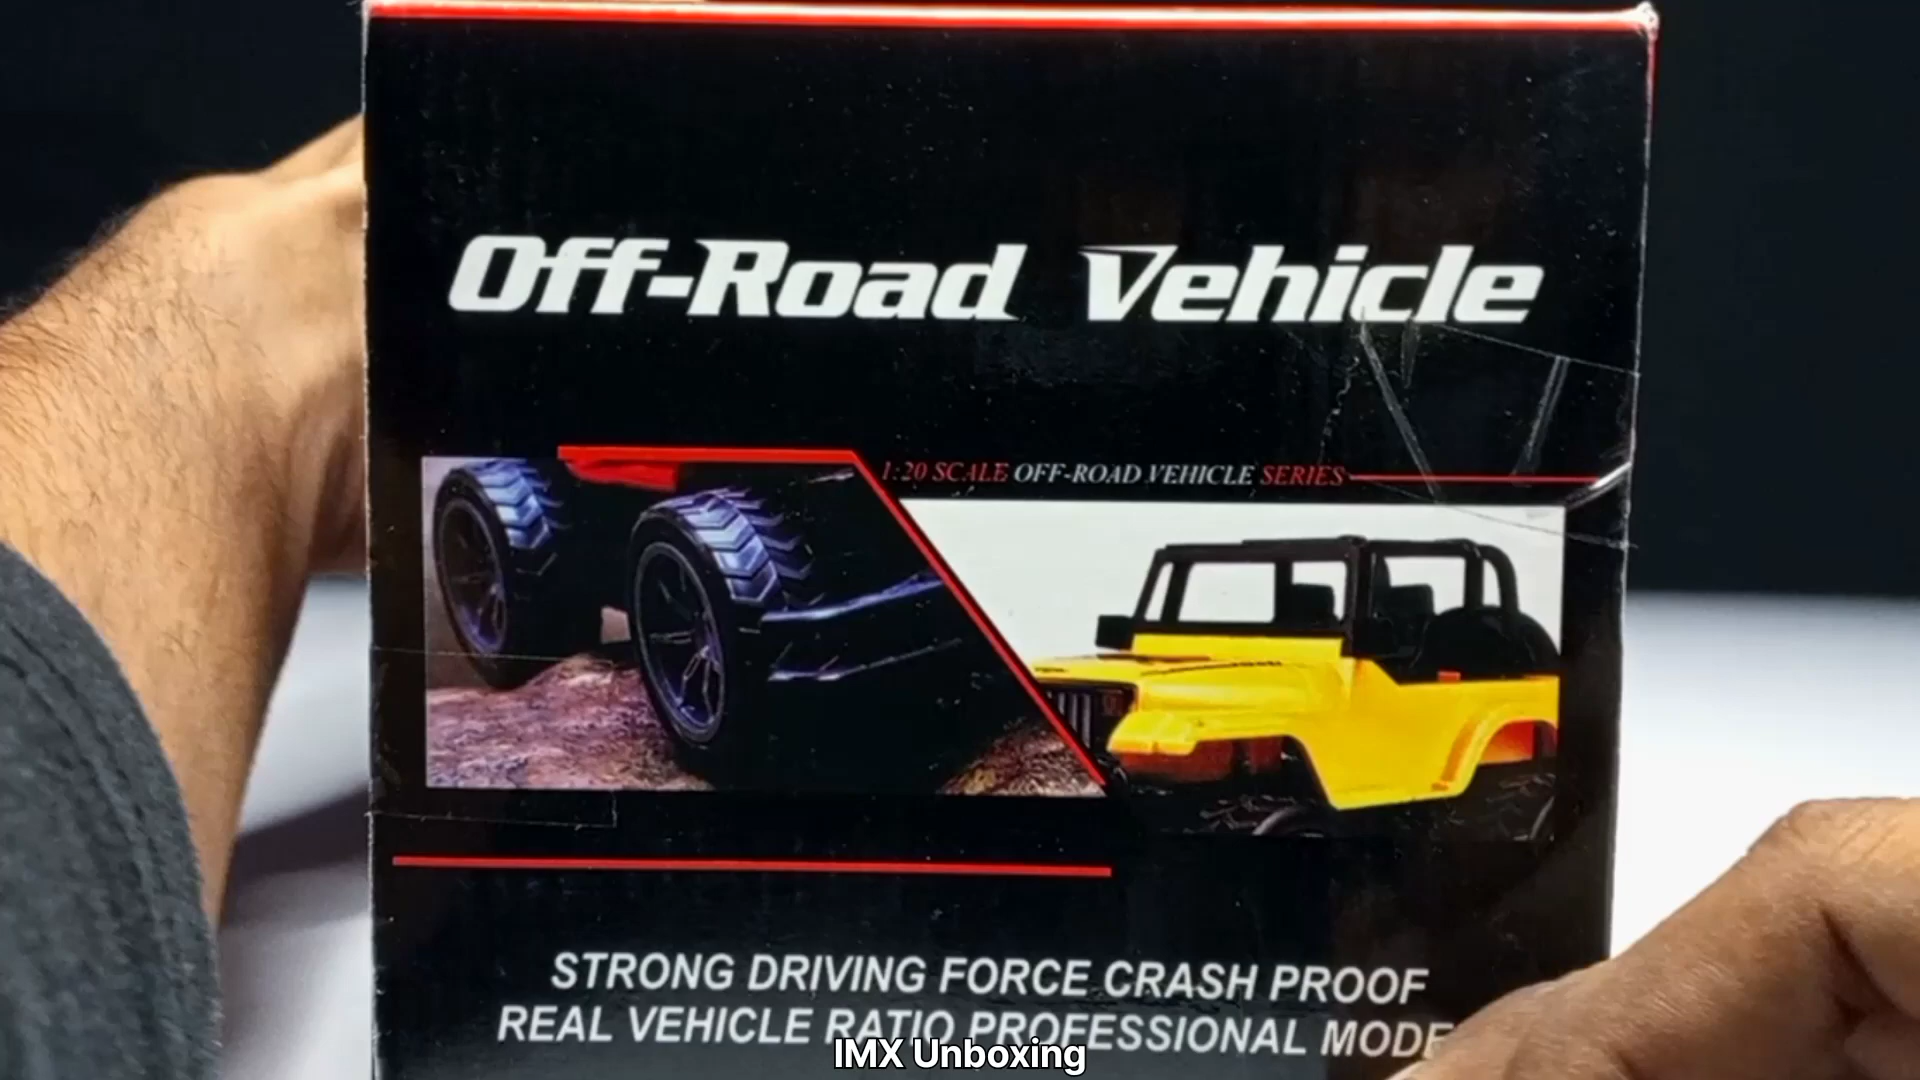 Off-Road Vehicle
1:20 SCALE OFF-ROAD VEHICLE SERIES
STRONG DRIVING FORCE CRASH PROOF
REAL VEHICLE RATIO PROFESSIONAL MODE
IMX Unboxing